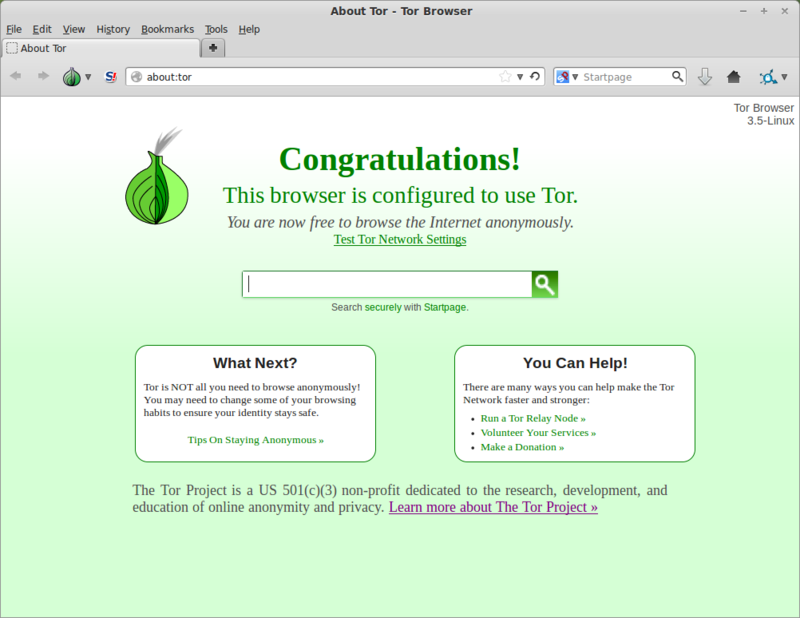 About Tor - Tor Browser
File Edit View History Bookmarks Tools Help
About Tor
S!
about:tor
Startpage
Tor Browser
3.5-Linux
Congratulations!
This browser is configured to use Tor.
You are now free to browse the Internet anonymously.
Test Tor Network Settings
Search securely with Startpage.
What Next?
Tor is NOT all you need to browse anonymously!
You may need to change some of your browsing
habits to ensure your identity stays safe.
Tips On Staying Anonymous »
You Can Help!
There are many ways you can help make the Tor
Network faster and stronger:
• Run a Tor Relay Node »
• Volunteer Your Services »
• Make a Donation »
The Tor Project is a US 501(c)(3) non-profit dedicated to the research, development, and
education of online anonymity and privacy. Learn more about The Tor Project »